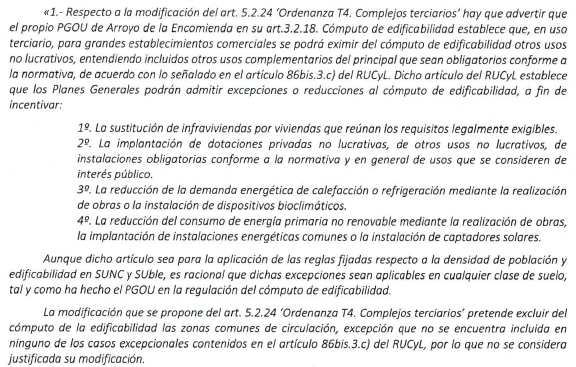 «1.- Respecto a la modificación del art. 5.2.24 'Ordenanza T4. Complejos terciarios' hay que advertir que
el propio PGOU de Arroyo de la Encomienda en su art.3.2.18. Cómputo de edificabilidad establece que, en uso
terciario, para grandes establecimientos comerciales se podrá eximir del cómputo de edificabilidad otros usos
no lucrativos, entendiendo incluidos otros usos complementarios del principal que sean obligatorios conforme a
la normativa, de acuerdo con lo señalado en el artículo 86bis.3.c) del RUCyL. Dicho artículo del RUCyL establece
que los Planes Generales podrán admitir excepciones o reducciones al cómputo de edificabilidad, a fin de
incentivar:
1º. La sustitución de infraviviendas por viviendas que reúnan los requisitos legalmente exigibles.
2º. La implantación de dotaciones privadas no lucrativas, de otros usos no lucrativos, de
instalaciones obligatorias conforme a la normativa y en general de usos que se consideren de
interés público.
3º. La reducción de la demanda energética de calefacción o refrigeración mediante la realización
de obras o la instalación de dispositivos bioclimáticos.
4º. La reducción del consumo de energía primaria no renovable mediante la realización de obras,
la implantación de instalaciones energéticas comunes o la instalación de captadores solares.
Aunque dicho artículo sea para la aplicación de las reglas fijadas respecto a la densidad de población y
edificabilidad en SUNC y SUble, es racional que dichas excepciones sean aplicables en cualquier clase de suelo,
tal y como ha hecho el PGOU en la regulación del cómputo de edificabilidad.
La modificación que se propone del art. 5.2.24 'Ordenanza T4. Complejos terciarios' pretende excluir del
cómputo de la edificabilidad las zonas comunes de circulación, excepción que no se encuentra incluida en
ninguno de los casos excepcionales contenidos en el artículo 86bis.3.c) del RUCyL, por lo que no se considera
justificada su modificación.